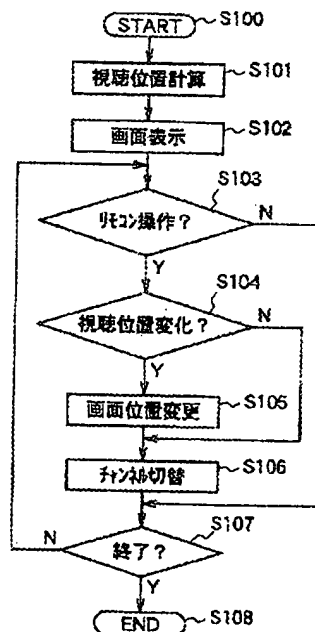 START
S100
視聴位置計算
S101
画面表示
S102
リモコン操作?
S103
N
Y
視聴位置変化?
S104
N
Y
画面位置変更
S105
チャンネル切替
S106
終了?
S107
N
Y
END
S108